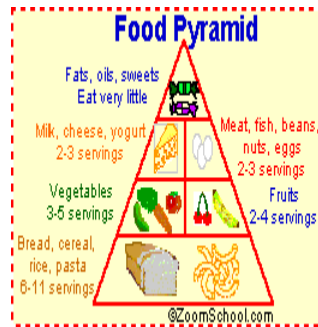 Food Pyramid
Fats, oils, sweets
Eat very little
Milk, cheese, yogurt
2-3 servings
Meat, fish, beans,
nuts, eggs
2-3 servings
Vegetables
3-5 servings
Fruits
2-4 servings
Bread, cereal,
rice, pasta
6-11 servings
©ZoomSchool.com